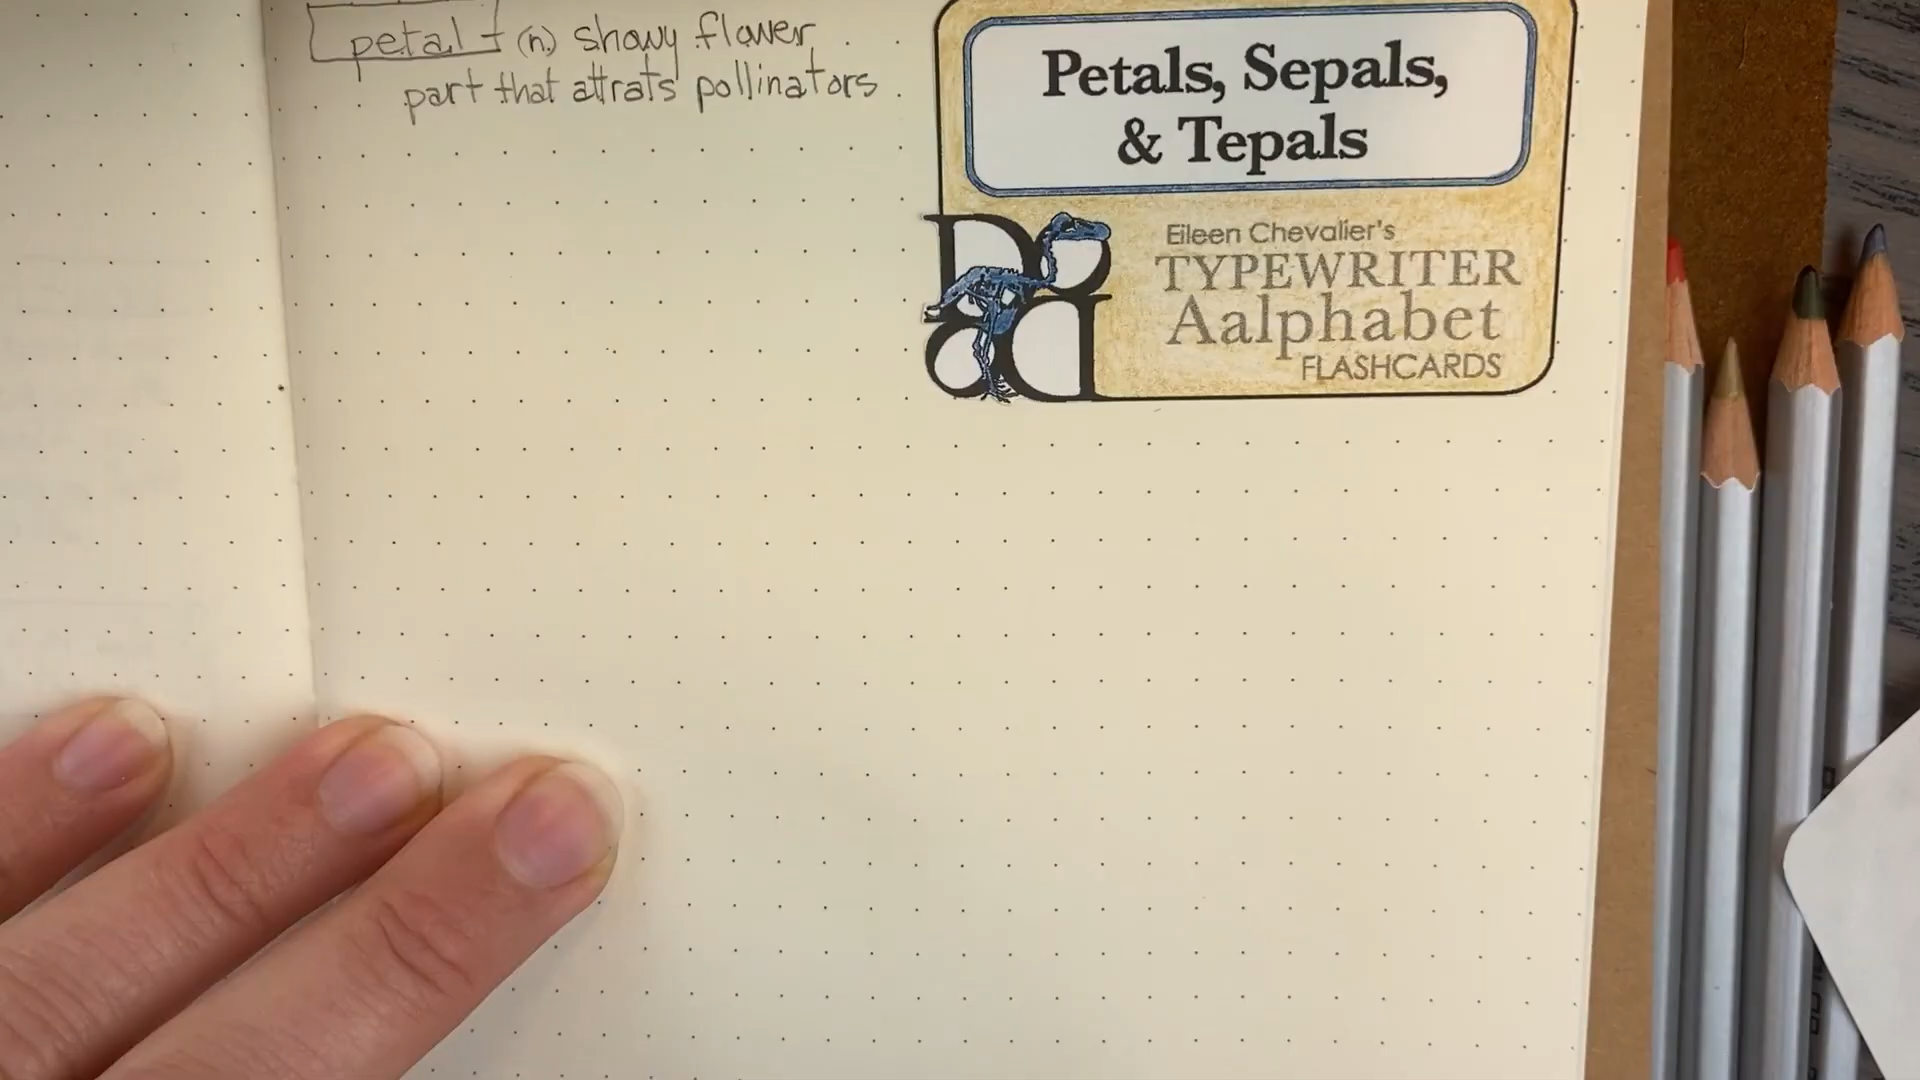 petal - (n) showy flower
part that attrats pollinators
Petals, Sepals,
& Tepals
Eileen Chevalier's
TYPEWRITER
Aalphabet
FLASHCARDS